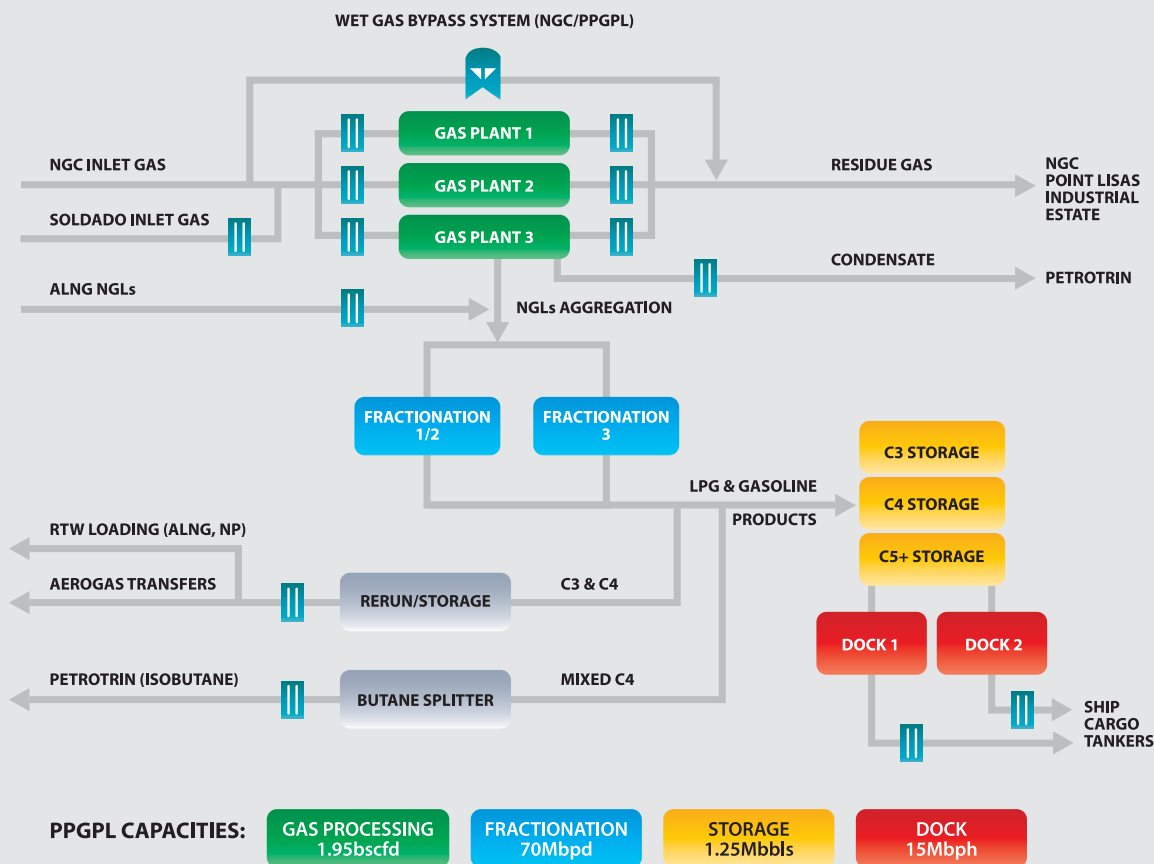 WET GAS BYPASS SYSTEM (NGC/PPGPL)
GAS PLANT 1
NGC INLET GAS
GAS PLANT 2
RESIDUE GAS
NGC
POINT LISAS
INDUSTRIAL
ESTATE
SOLDADO INLET GAS
GAS PLANT 3
CONDENSATE
PETROTRIN
ALNG NGLs
NGLs AGGREGATION
FRACTIONATION
1/2
FRACTIONATION
3
C3 STORAGE
LPG & GASOLINE
PRODUCTS
C4 STORAGE
C5+ STORAGE
RTW LOADING (ALNG, NP)
AEROGAS TRANSFERS
RERUN/STORAGE
C3 & C4
DOCK 1
DOCK 2
PETROTRIN (ISOBUTANE)
BUTANE SPLITTER
MIXED C4
SHIP
CARGO
TANKERS
PPGPL CAPACITIES:
GAS PROCESSING
1.95bscfd
FRACTIONATION
70Mbpd
STORAGE
1.25Mbbls
DOCK
15Mbph